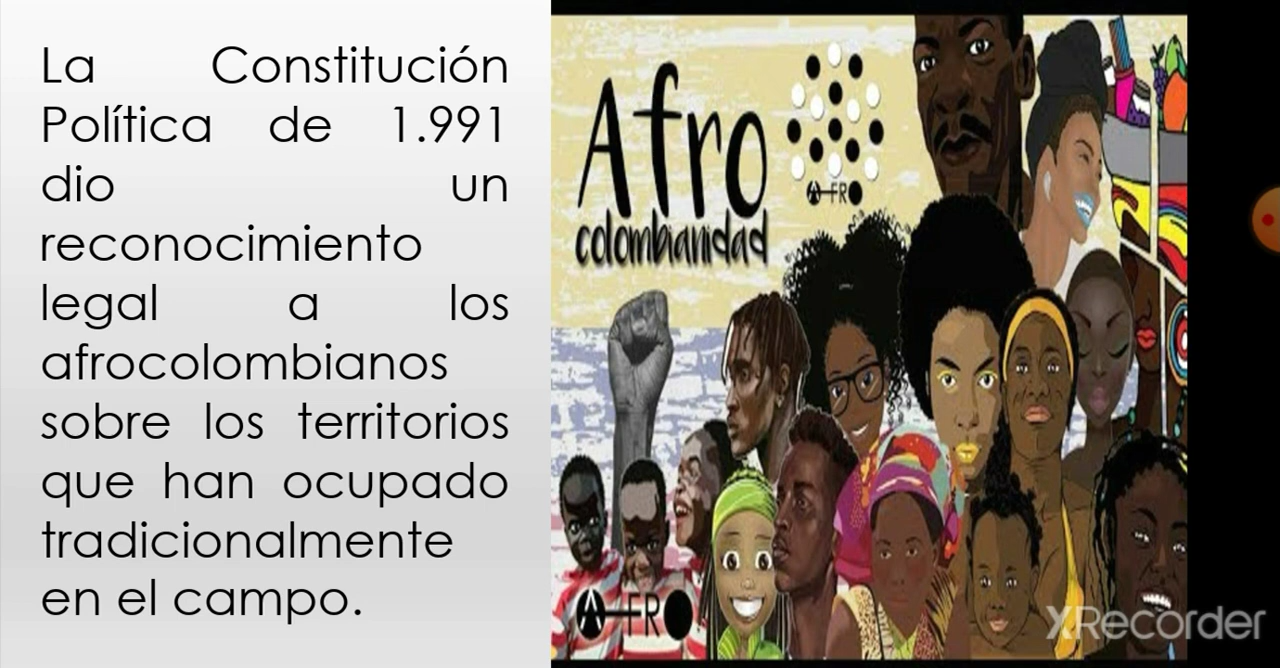 La Constitución
Política de 1.991
dio un
reconocimiento
legal a los
afrocolombianos
sobre los territorios
que han ocupado
tradicionalmente
en el campo.
Afro
colombianidad
AFRO
AFRO
XRecorder